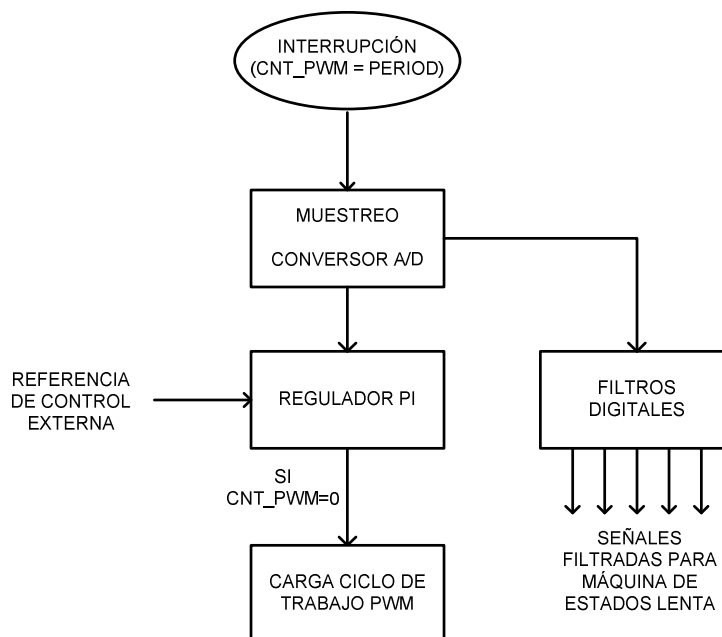 INTERRUPCIÓN
(CNT_PWM = PERIOD)
MUESTREO
CONVERSOR A/D
REFERENCIA
DE CONTROL
EXTERNA
REGULADOR PI
FILTROS
DIGITALES
SI
CNT_PWM=0
CARGA CICLO DE
TRABAJO PWM
SEÑALES
FILTRADAS PARA
MÁQUINA DE
ESTADOS LENTA